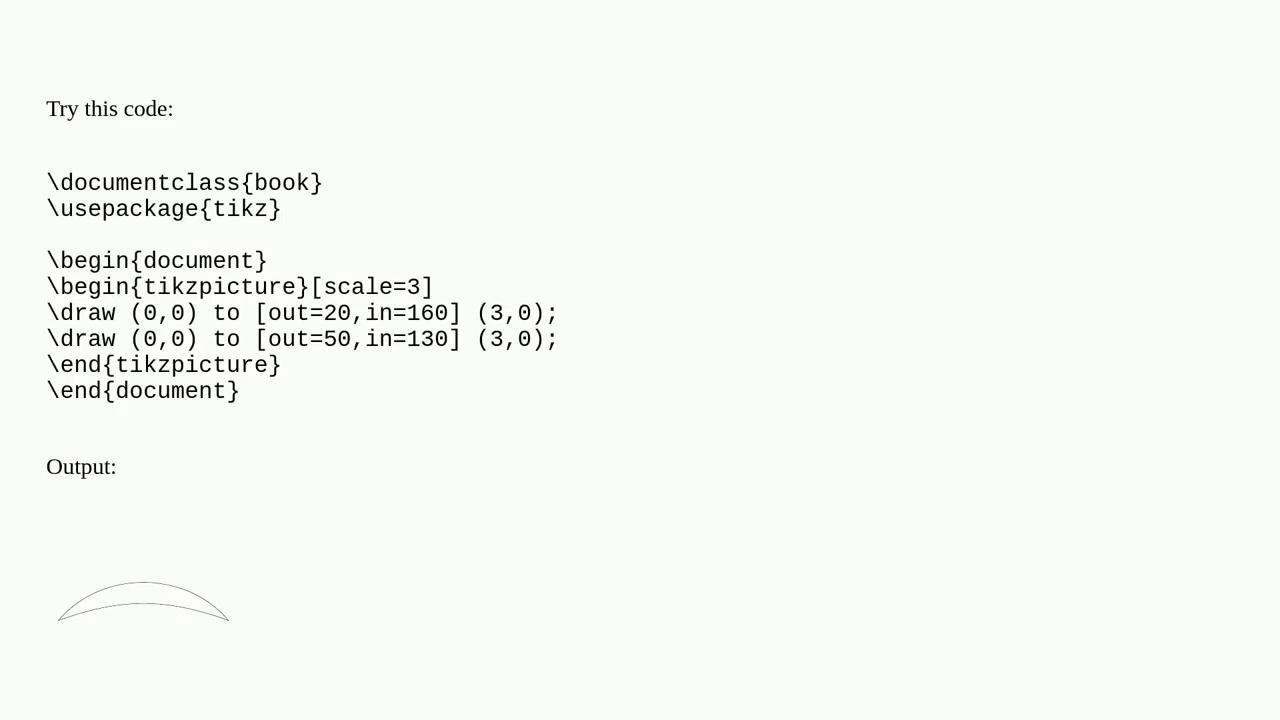 Try this code:
\documentclass{book}
\usepackage{tikz}
\begin{document}
\begin{tikzpicture}[scale=3]
\draw (0,0) to [out=20,in=160] (3,0);
\draw (0,0) to [out=50,in=130] (3,0);
\end{tikzpicture}
\end{document}
Output: